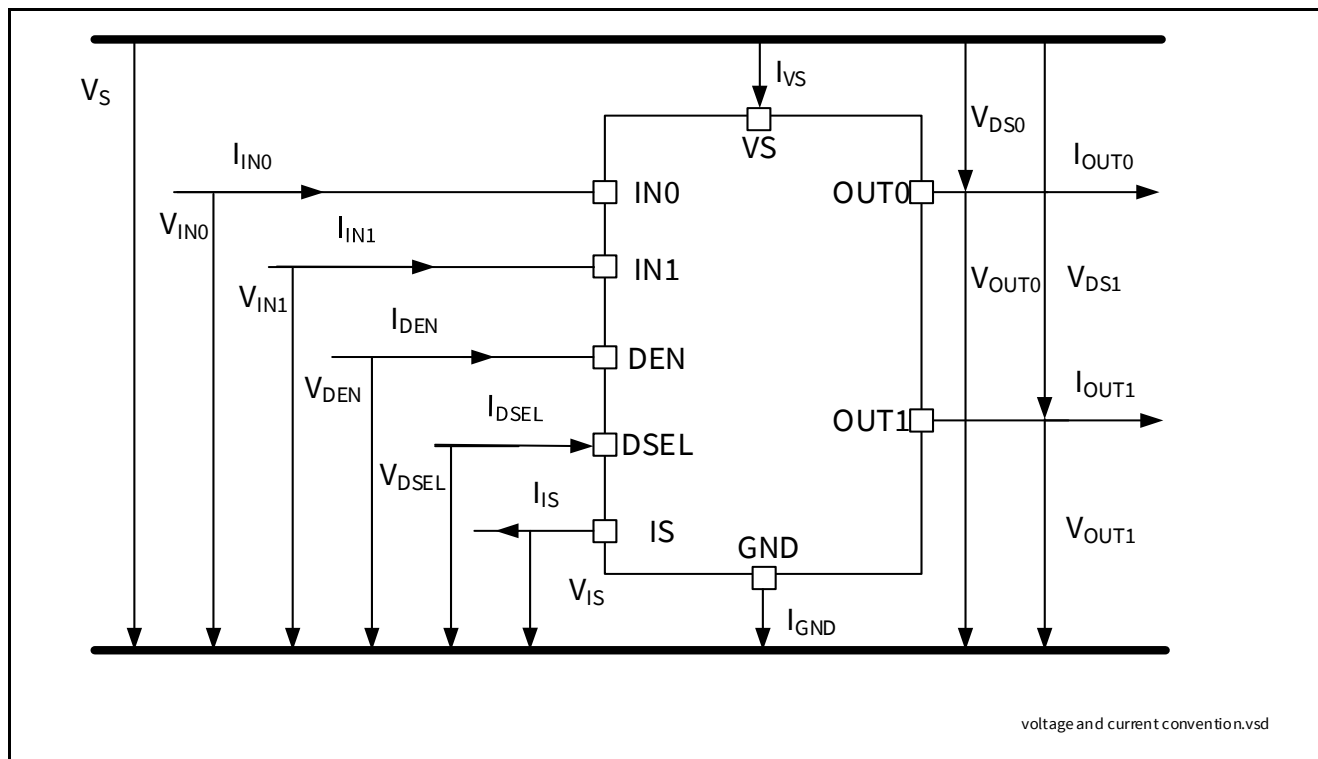 V_S
I_VS
V_DS0
VS
I_IN0
I_OUT0
IN0
OUT0
V_IN0
I_IN1
IN1
V_IN1
V_OUT0
V_DS1
I_DEN
DEN
V_DEN
I_OUT1
I_DSEL
OUT1
DSEL
V_DSEL
I_IS
IS
V_OUT1
GND
V_IS
I_GND
voltage and current convention.vsd